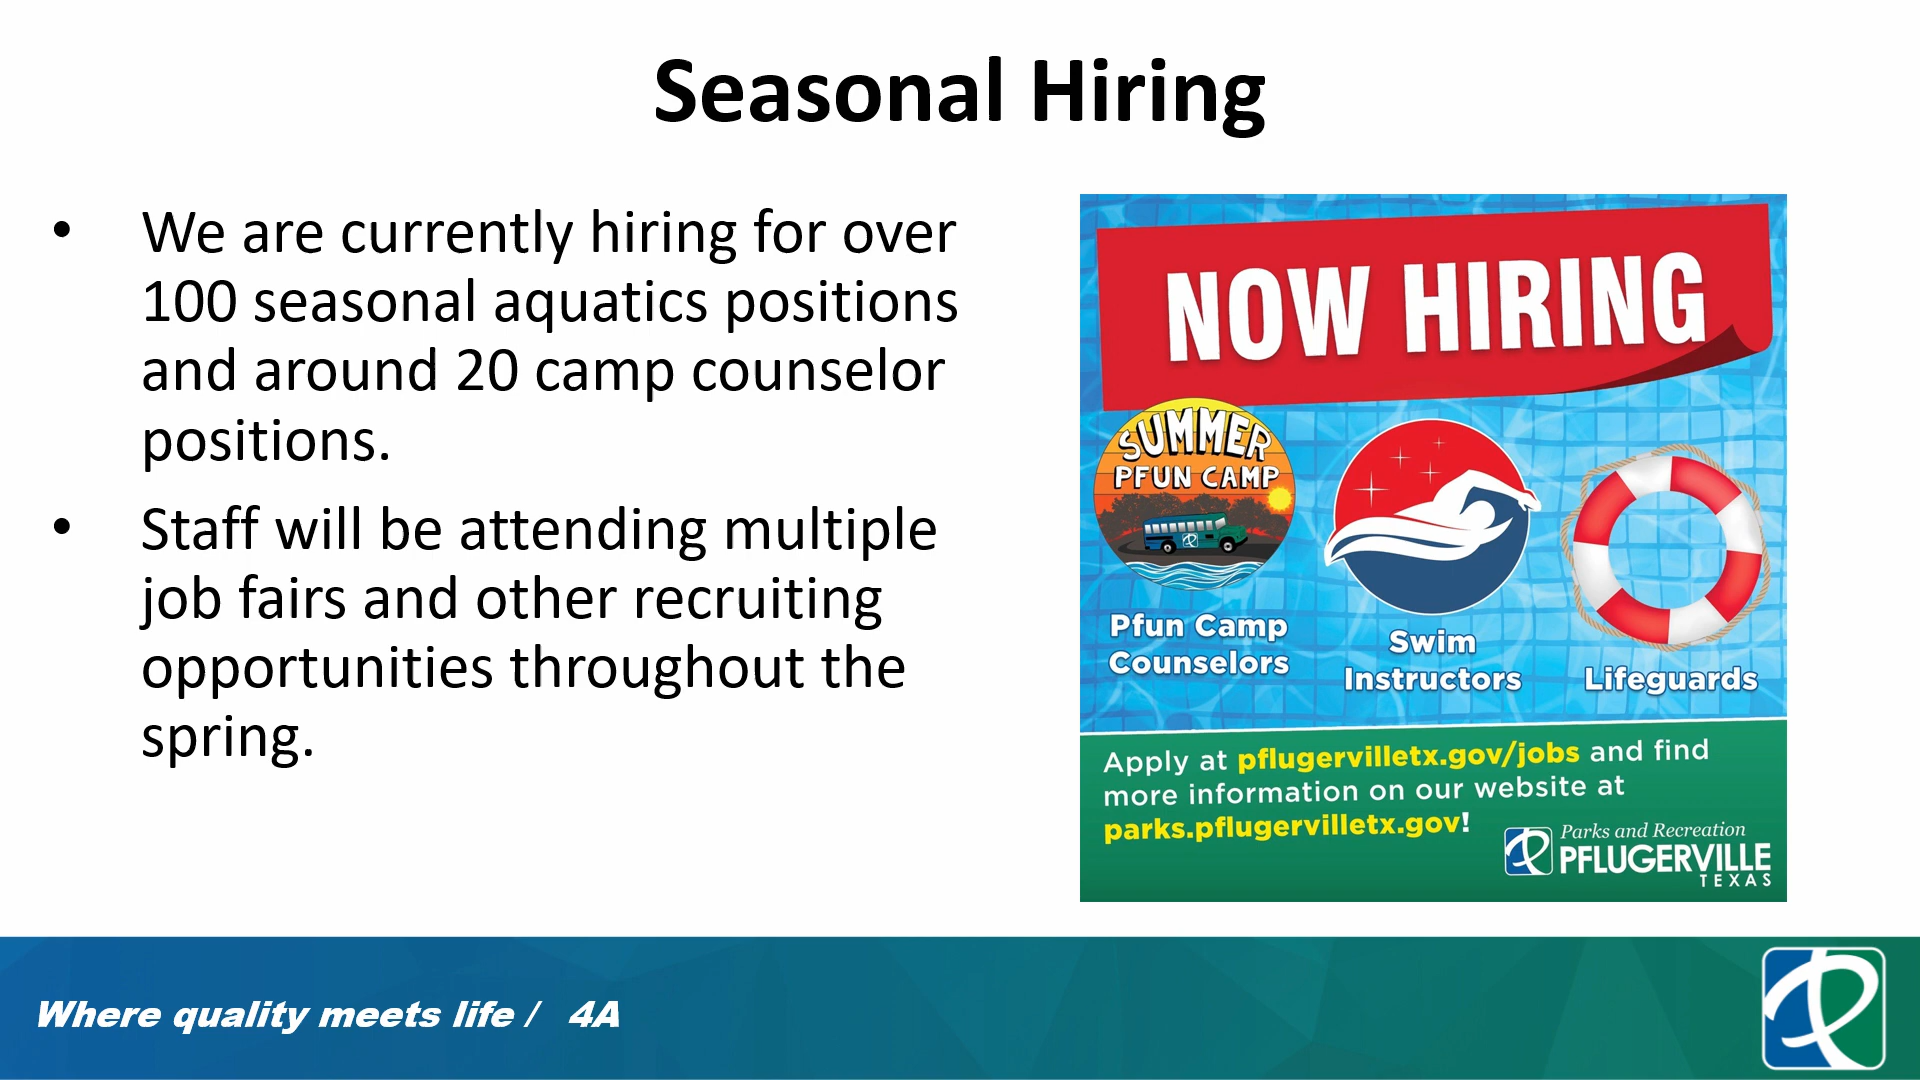 Seasonal Hiring
• We are currently hiring for over
100 seasonal aquatics positions
and around 20 camp counselor
positions.
• Staff will be attending multiple
job fairs and other recruiting
opportunities throughout the
spring.
NOW HIRING
SUMMER
PFUN CAMP
Pfun Camp
Counselors
Swim
Instructors
Lifeguards
Apply at pflugervilletx.gov/jobs and find
more information on our website at
parks.pflugervilletx.gov!
Parks and Recreation
PFLUGERVILLE
TEXAS
Where quality meets life / 4A